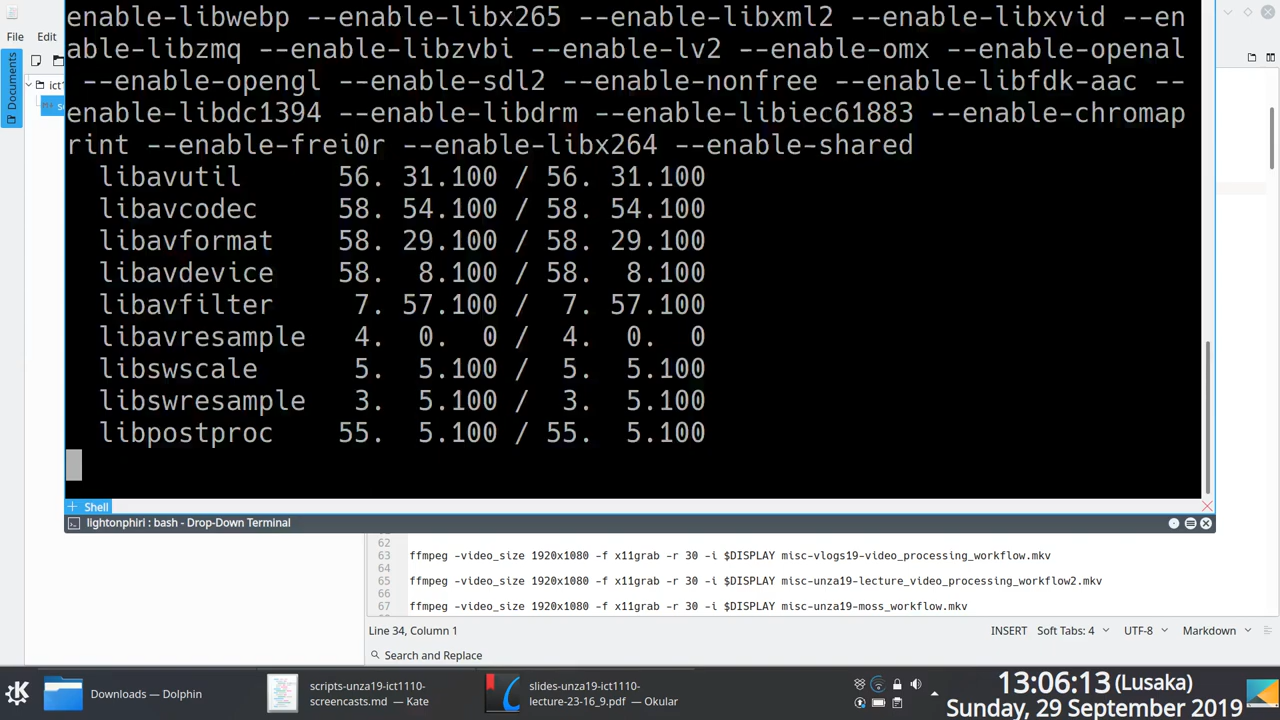 enable-libwebp --enable-libx265 --enable-libxml2 --enable-libxvid --en
able-libzmq --enable-libzvbi --enable-lv2 --enable-omx --enable-openal
--enable-opengl --enable-sdl2 --enable-nonfree --enable-libfdk-aac --
enable-libdc1394 --enable-libdrm --enable-libiec61883 --enable-chromap
rint --enable-frei0r --enable-libx264 --enable-shared
libavutil 56. 31.100 / 56. 31.100
libavcodec 58. 54.100 / 58. 54.100
libavformat 58. 29.100 / 58. 29.100
libavdevice 58. 8.100 / 58. 8.100
libavfilter 7. 57.100 / 7. 57.100
libavresample 4. 0. 0 / 4. 0. 0
libswscale 5. 5.100 / 5. 5.100
libswresample 3. 5.100 / 3. 5.100
libpostproc 55. 5.100 / 55. 5.100
File Edit
Documents
ict1
Shell
lightonphiri : bash - Drop-Down Terminal
62
63 ffmpeg -video_size 1920x1080 -f x11grab -r 30 -i $DISPLAY misc-vlogs19-video_processing_workflow.mkv
64
65 ffmpeg -video_size 1920x1080 -f x11grab -r 30 -i $DISPLAY misc-unza19-lecture_video_processing_workflow2.mkv
66
67 ffmpeg -video_size 1920x1080 -f x11grab -r 30 -i $DISPLAY misc-unza19-moss_workflow.mkv
Line 34, Column 1 INSERT Soft Tabs: 4 UTF-8 Markdown
Search and Replace
Downloads — Dolphin
scripts-unza19-ict1110-
screencasts.md — Kate
slides-unza19-ict1110-
lecture-23-16_9.pdf — Okular
13:06:13 (Lusaka)
Sunday, 29 September 2019